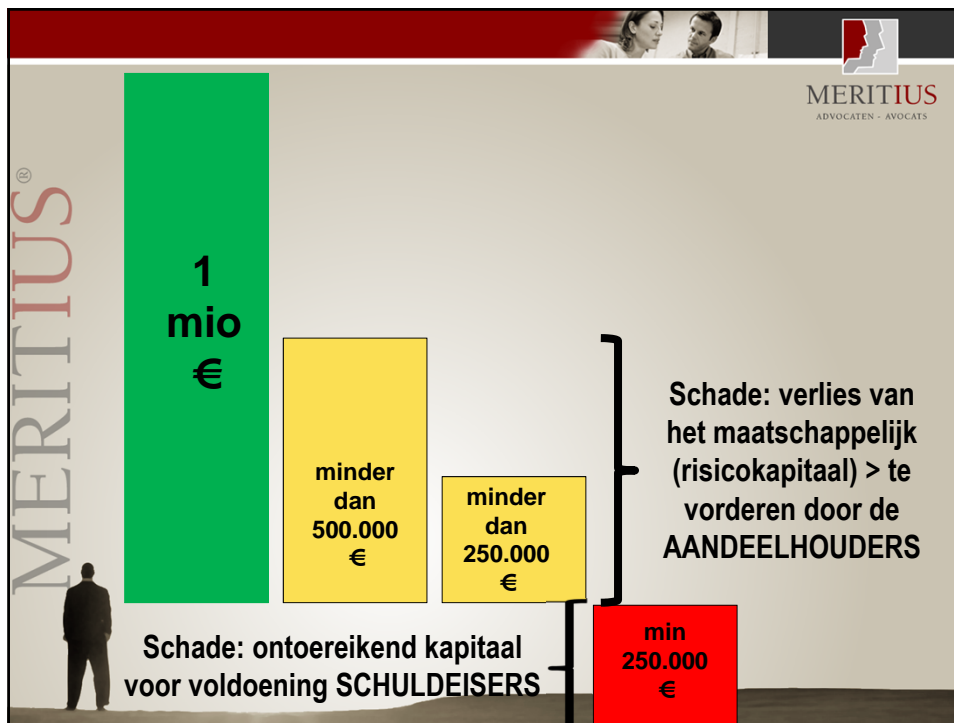 MERITIUS
ADVOCATEN - AVOCATS
MERITIUS®
1
mio
€
minder
dan
500.000
€
minder
dan
250.000
€
Schade: verlies van
het maatschappelijk
(risicokapitaal) > te
vorderen door de
AANDEELHOUDERS
Schade: ontoereikend kapitaal
voor voldoening SCHULDEISERS
min
250.000
€